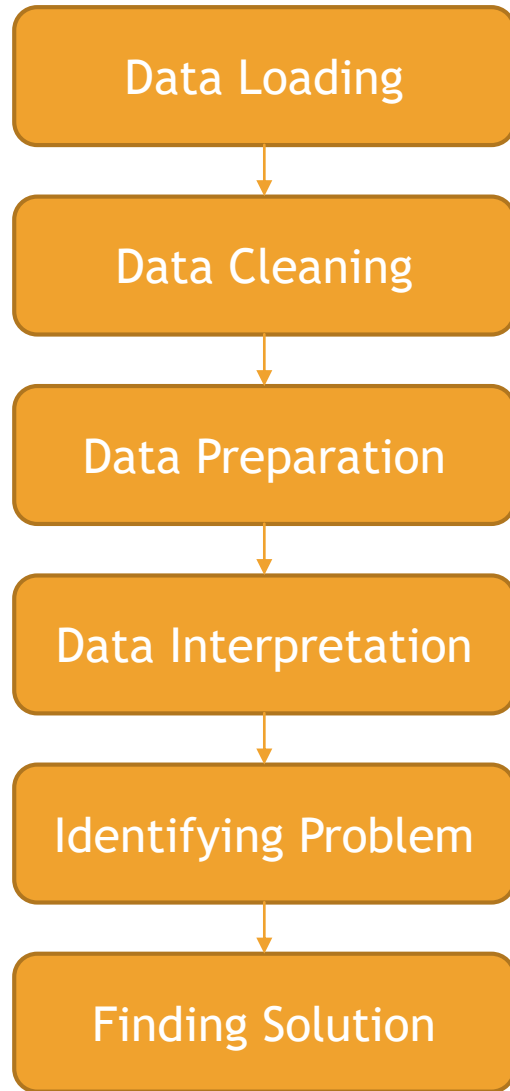 Data Loading
Data Cleaning
Data Preparation
Data Interpretation
Identifying Problem
Finding Solution